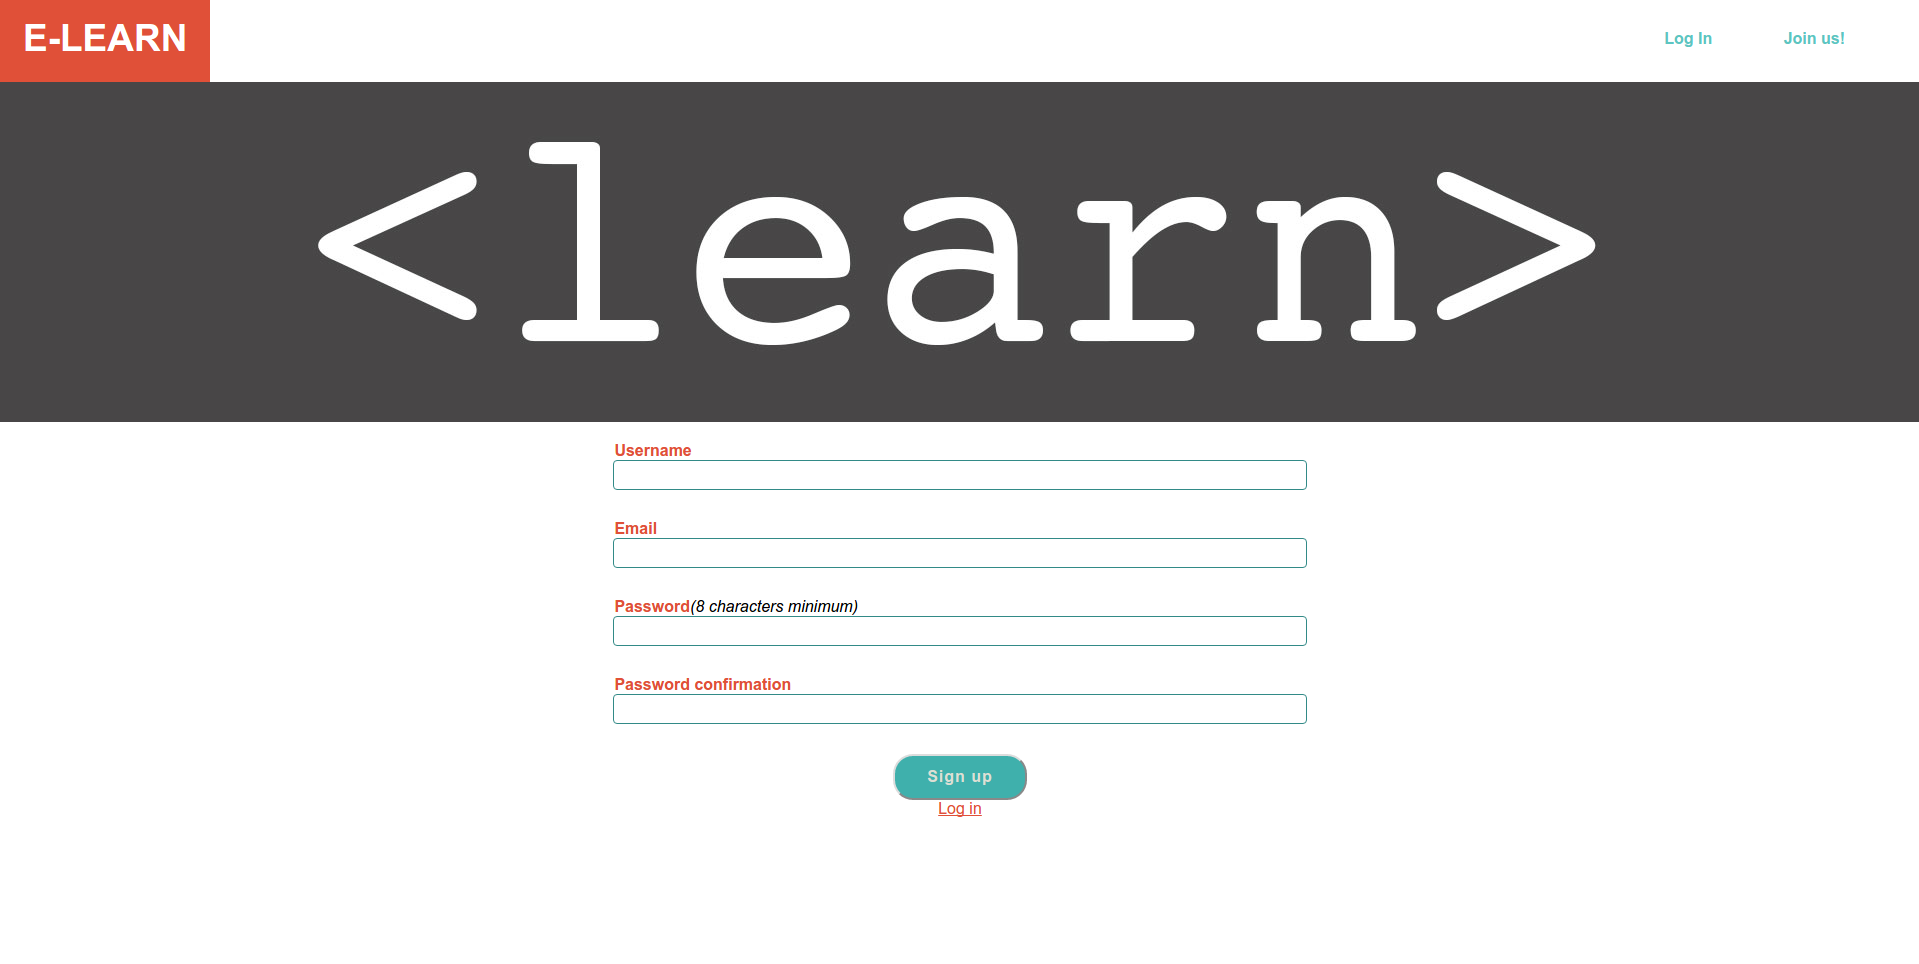 E-LEARN
Log In
Join us!
<learn>
Username
Email
Password(8 characters minimum)
Password confirmation
Sign up
Log in